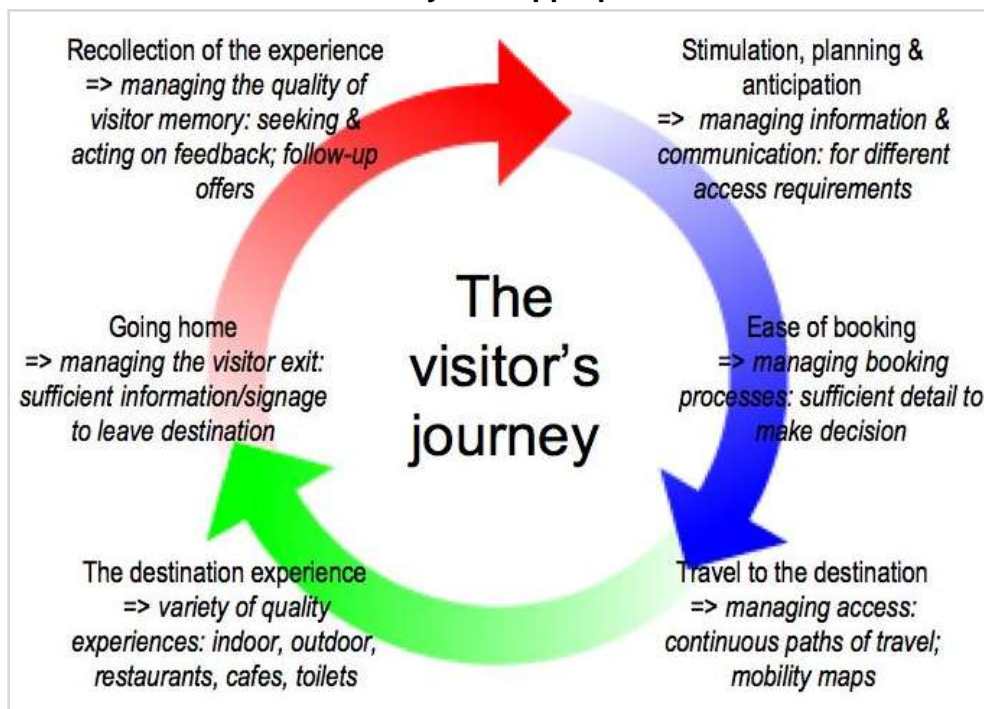 Stimulation, planning &
anticipation
=> managing information &
communication: for different
access requirements
Ease of booking
=> managing booking
processes: sufficient detail to
make decision
Travel to the destination
=> managing access:
continuous paths of travel;
mobility maps
The destination experience
=> variety of quality
experiences: indoor, outdoor,
restaurants, cafes, toilets
Going home
=> managing the visitor exit:
sufficient information/signage
to leave destination
Recollection of the experience
=> managing the quality of
visitor memory: seeking &
acting on feedback; follow-up
offers
The
visitor's
journey